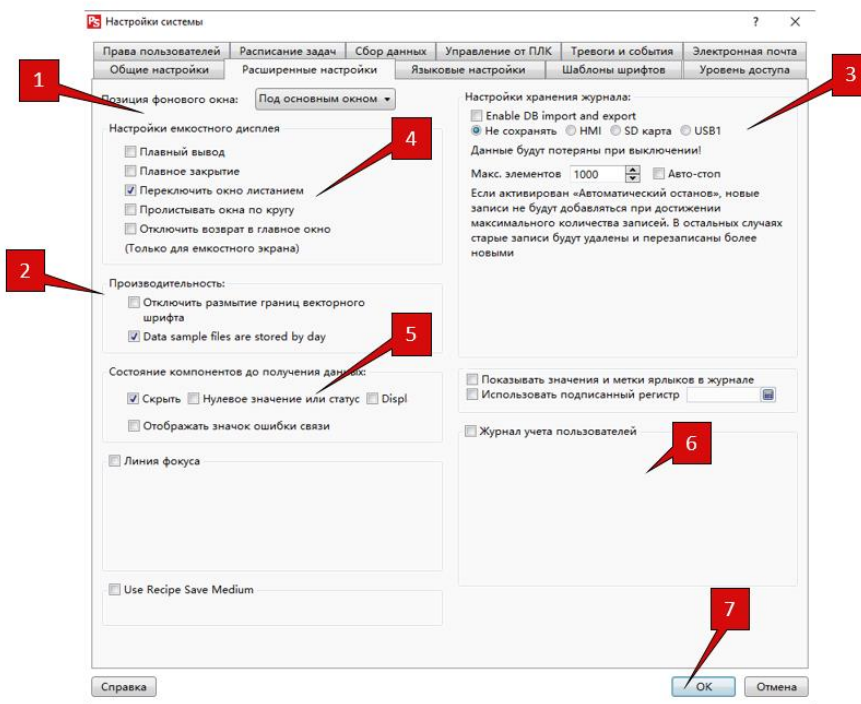 PS Настройки системы ? ×
Права пользователей Расписание задач Сбор данных Управление от ПЛК Тревоги и события Электронная почта
Общие настройки Расширенные настройки Языковые настройки Шаблоны шрифтов Уровень доступа
1
3
Позиция фонового окна: Под основным окном
Настройки емкостного дисплея
4
Плавный вывод
Плавное закрытие
Переключить окно листанием
Пролистывать окна по кругу
Отключить возврат в главное окно
(Только для емкостного экрана)
2
Производительность:
Отключить размытие границ векторного
шрифта
Data sample files are stored by day
5
Состояние компонентов до получения данных:
Скрыть Нулевое значение или статус Displ
Отображать значок ошибки связи
Линия фокуса
Use Recipe Save Medium
Настройки хранения журнала:
Enable DB import and export
Не сохранять HMI SD карта USB1
Данные будут потеряны при выключении!
Макс. элементов 1000 Авто-стоп
Если активирован «Автоматический останов», новые
записи не будут добавляться при достижении
максимального количества записей. В остальных случаях
старые записи будут удалены и перезаписаны более
новыми
Показывать значения и метки ярлыков в журнале
Использовать подписанный регистр
Журнал учета пользователей
6
7
Справка OK Отмена